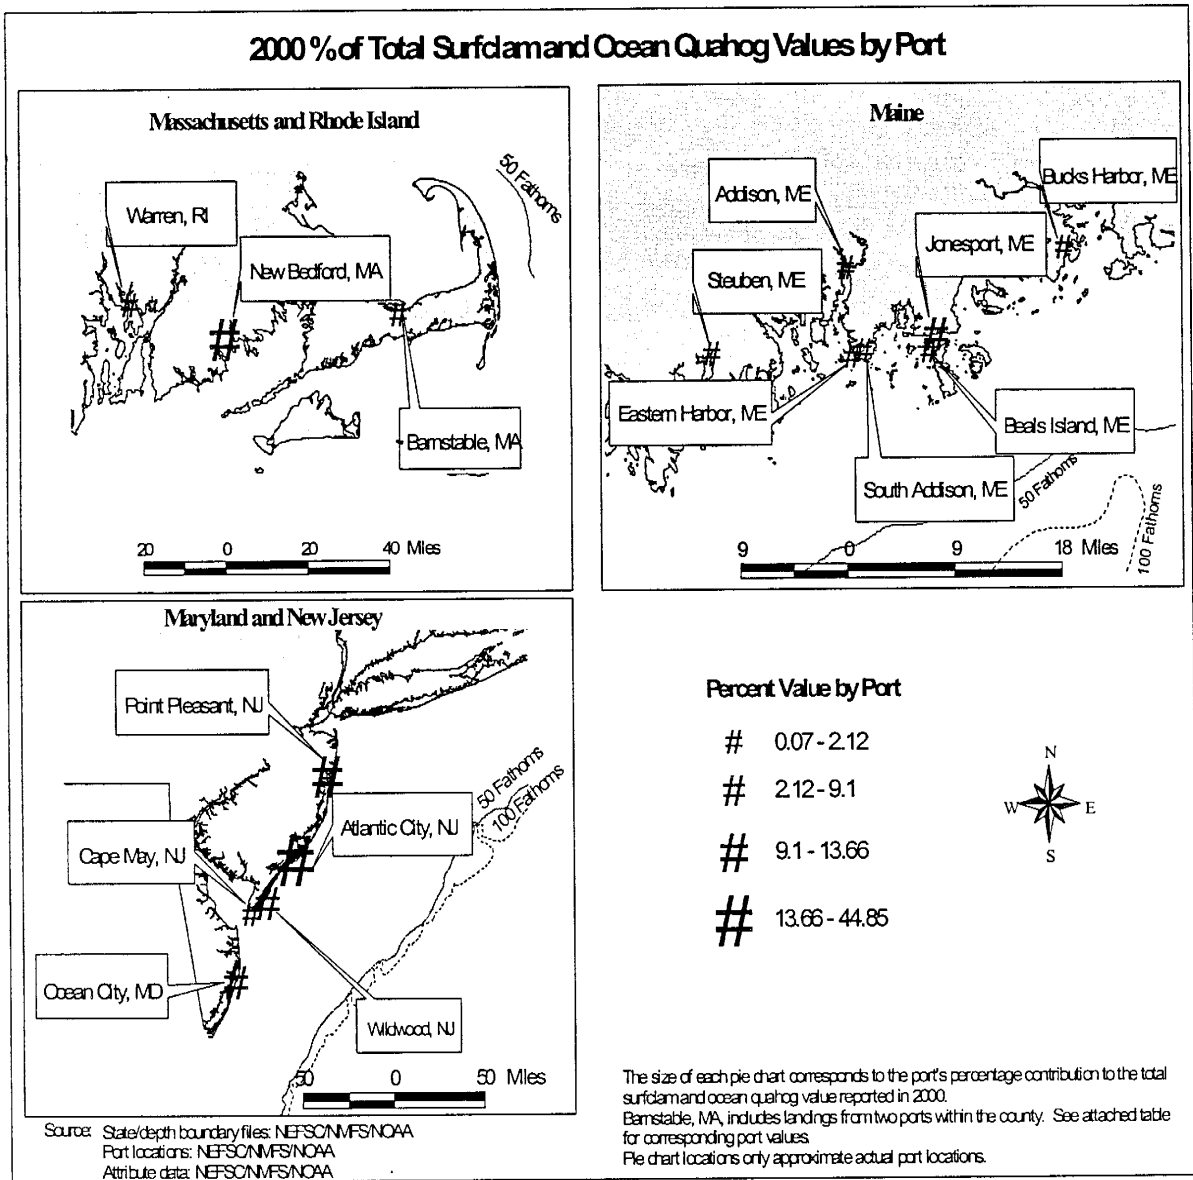 2000 % of Total Surfclam and Ocean Quahog Values by Port
Massachusetts and Rhode Island
50 Fathoms
Warren, RI
New Bedford, MA
Barnstable, MA
20 0 20 40 Miles
Maine
Bucks Harbor, ME
Addison, ME
Jonesport, ME
Steuben, ME
Eastern Harbor, ME
Beals Island, ME
South Addison, ME
50 Fathoms
100 Fathoms
9 0 9 18 Miles
Maryland and New Jersey
Point Pleasant, NJ
50 Fathoms
100 Fathoms
Atlantic City, NJ
Cape May, NJ
Ocean City, MD
Wildwood, NJ
50 0 50 Miles
Percent Value by Port
# 0.07 - 2.12
# 2.12 - 9.1
# 9.1 - 13.66
# 13.66 - 44.85
N
W E
S
The size of each pie chart corresponds to the port's percentage contribution to the total
surfclam and ocean quahog value reported in 2000.
Barnstable, MA, includes landings from two ports within the county. See attached table
for corresponding port values.
Pie chart locations only approximate actual port locations.
Source: State/depth boundary files: NEFSC/NMFS/NOAA
Port locations: NEFSC/NMFS/NOAA
Attribute data: NEFSC/NMFS/NOAA